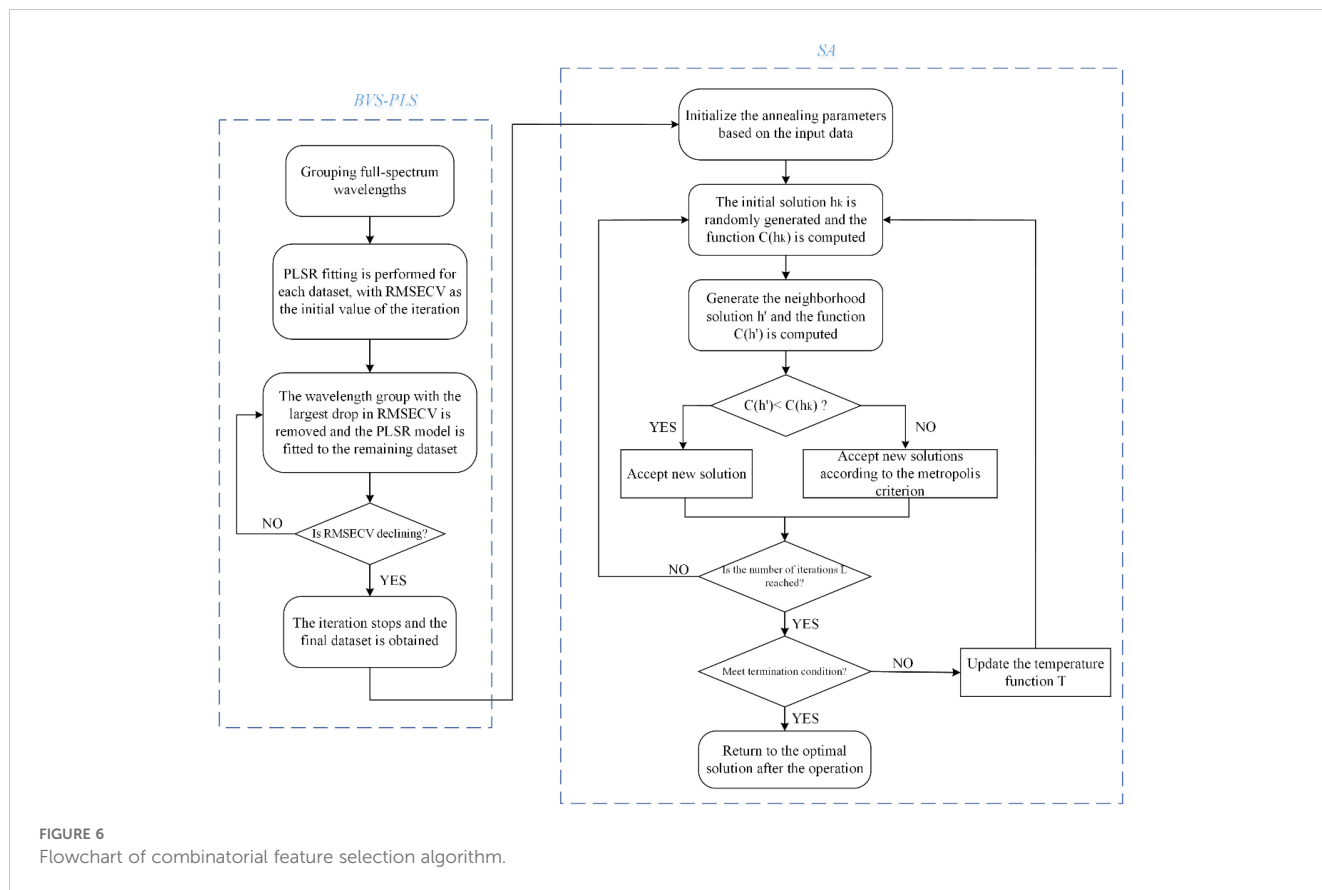 BVS-PLS
Grouping full-spectrum
wavelengths
PLSR fitting is performed for
each dataset, with RMSECV as
the initial value of the iteration
The wavelength group with the
largest drop in RMSECV is
removed and the PLSR model is
fitted to the remaining dataset
NO
Is RMSECV declining?
YES
The iteration stops and the
final dataset is obtained
SA
Initialize the annealing parameters
based on the input data
The initial solution hk is
randomly generated and the
function C(hk) is computed
Generate the neighborhood
solution h' and the function
C(h') is computed
C(h')< C(hk) ?
YES
NO
Accept new solution
Accept new solutions
according to the metropolis
criterion
NO
Is the number of iterations L
reached?
YES
Meet termination condition?
NO
Update the temperature
function T
YES
Return to the optimal
solution after the operation
FIGURE 6
Flowchart of combinatorial feature selection algorithm.